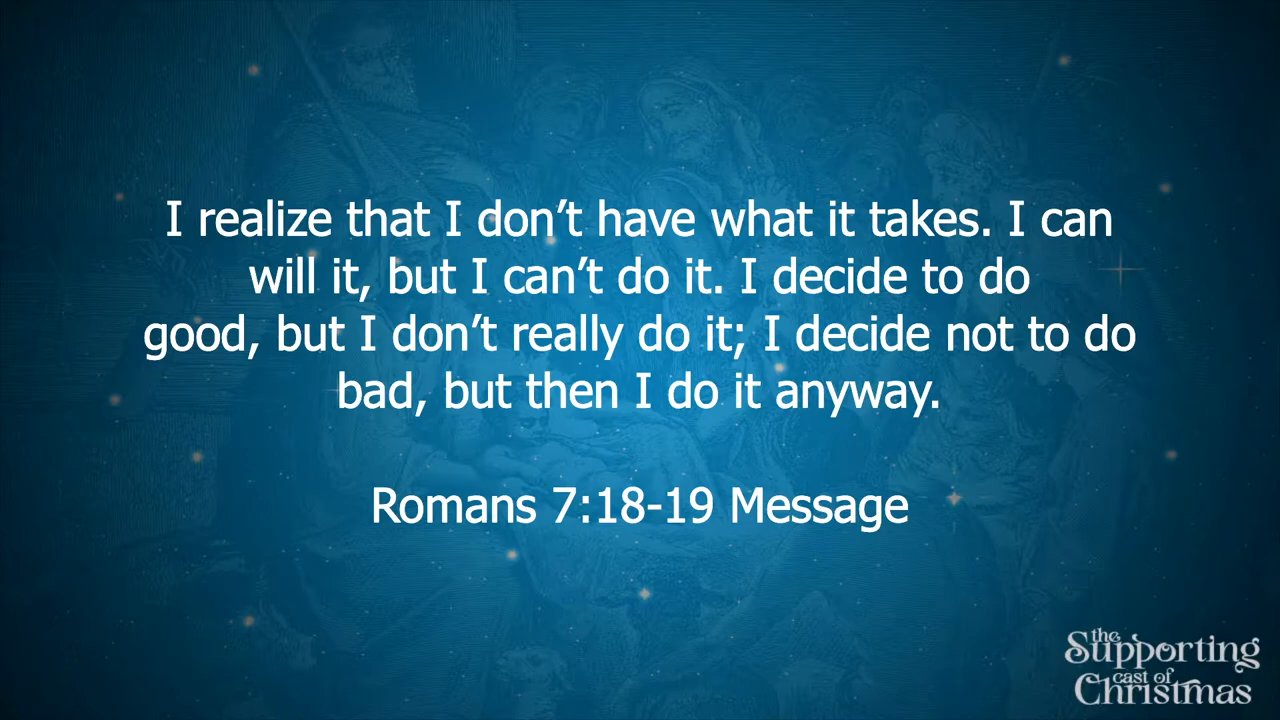 I realize that I don’t have what it takes. I can
will it, but I can’t do it. I decide to do
good, but I don’t really do it; I decide not to do
bad, but then I do it anyway.
Romans 7:18-19 Message
the
Supporting
cast of
Christmas